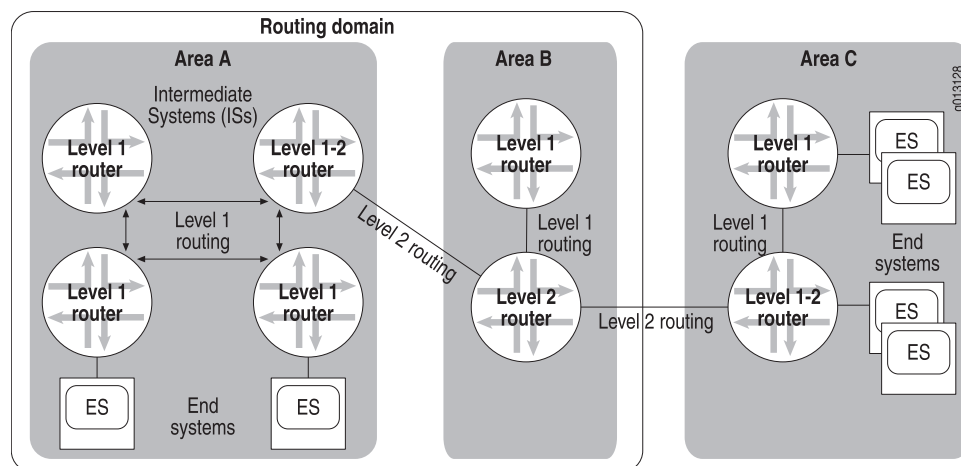 Routing domain
Area A
Intermediate
Systems (ISs)
Level 1
router
Level 1-2
router
Level 1
routing
Level 1
router
Level 1
router
ES
End
systems
ES
Level 2 routing
Area B
Level 1
router
Level 1
routing
Level 2
router
Level 2 routing
Area C
Level 1
router
ES
ES
Level 1
routing
End
systems
Level 1-2
router
ES
ES
g013128